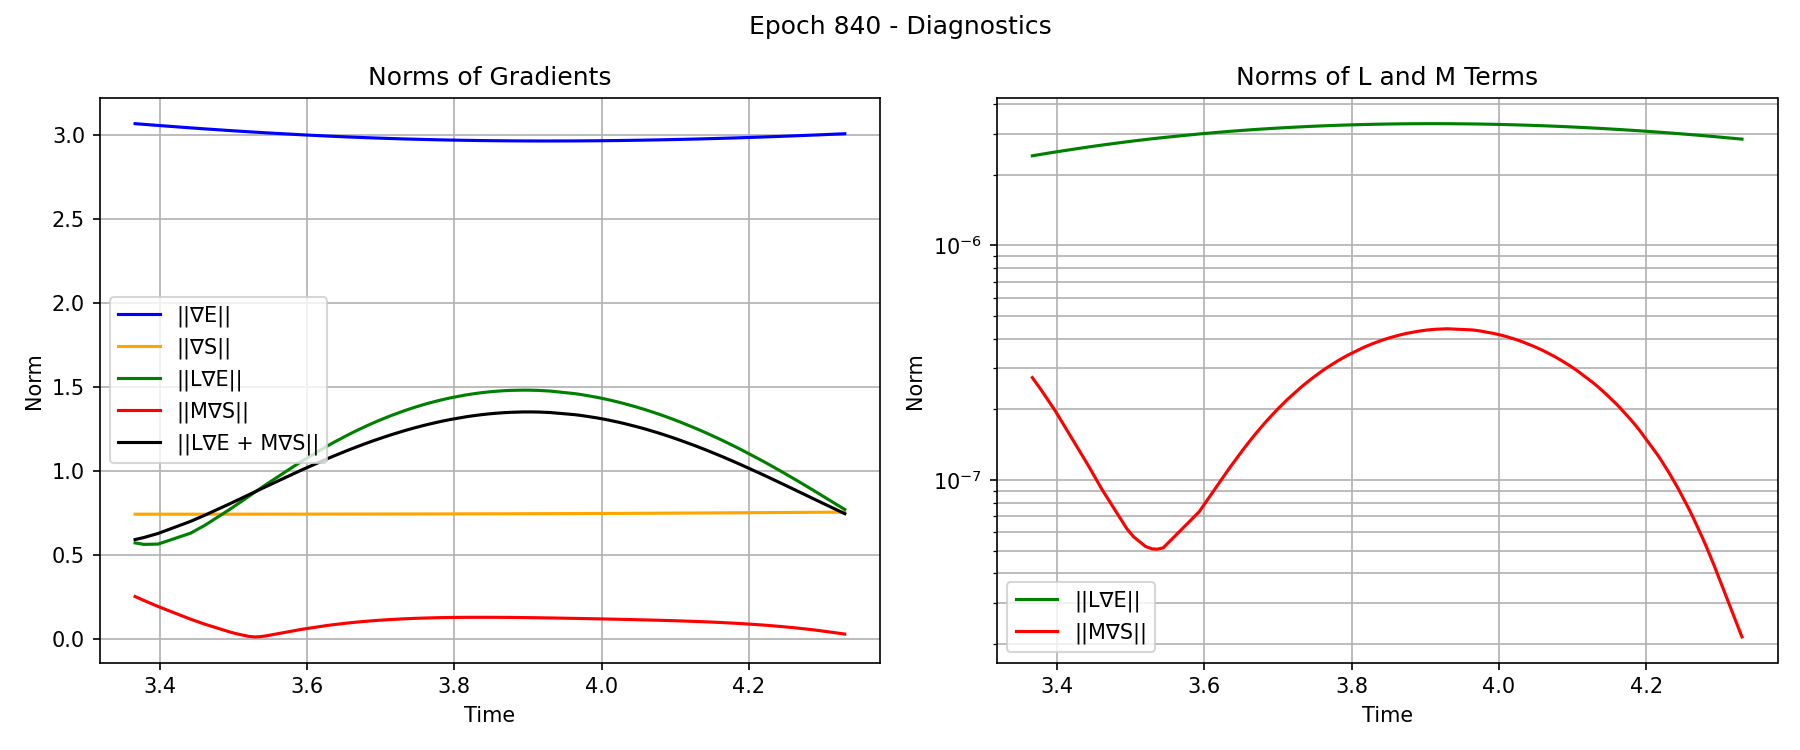 Epoch 840 - Diagnostics
Norms of Gradients
Norm
3.0
2.5
2.0
1.5
1.0
0.5
0.0
||∇E||
||∇S||
||L∇E||
||M∇S||
||L∇E + M∇S||
3.4 3.6 3.8 4.0 4.2
Time
Norms of L and M Terms
Norm
10⁻⁶
10⁻⁷
||L∇E||
||M∇S||
3.4 3.6 3.8 4.0 4.2
Time